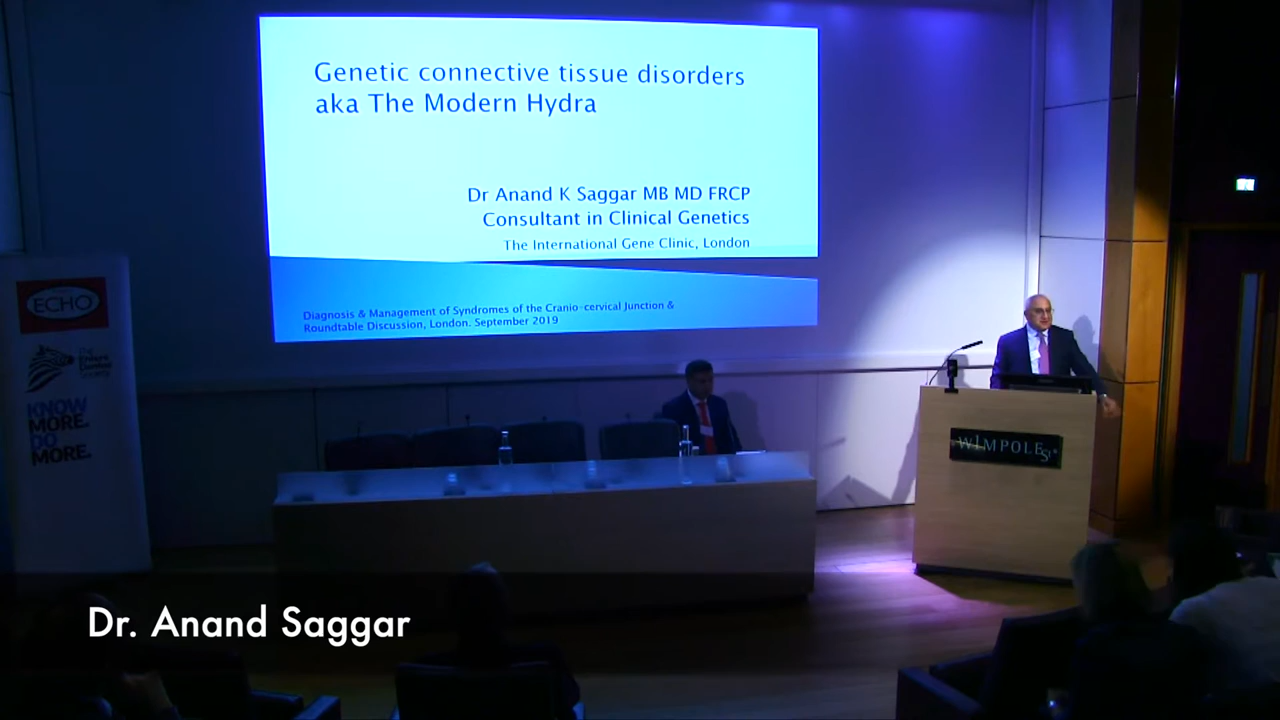 Genetic connective tissue disorders
aka The Modern Hydra
Dr Anand K Saggar MB MD FRCP
Consultant in Clinical Genetics
The International Gene Clinic, London
Diagnosis & Management of Syndromes of the Cranio-cervical Junction &
Roundtable Discussion, London. September 2019
ECHO
KNOW
MORE.
DO
MORE.
WIMPOLE St
Dr. Anand Saggar